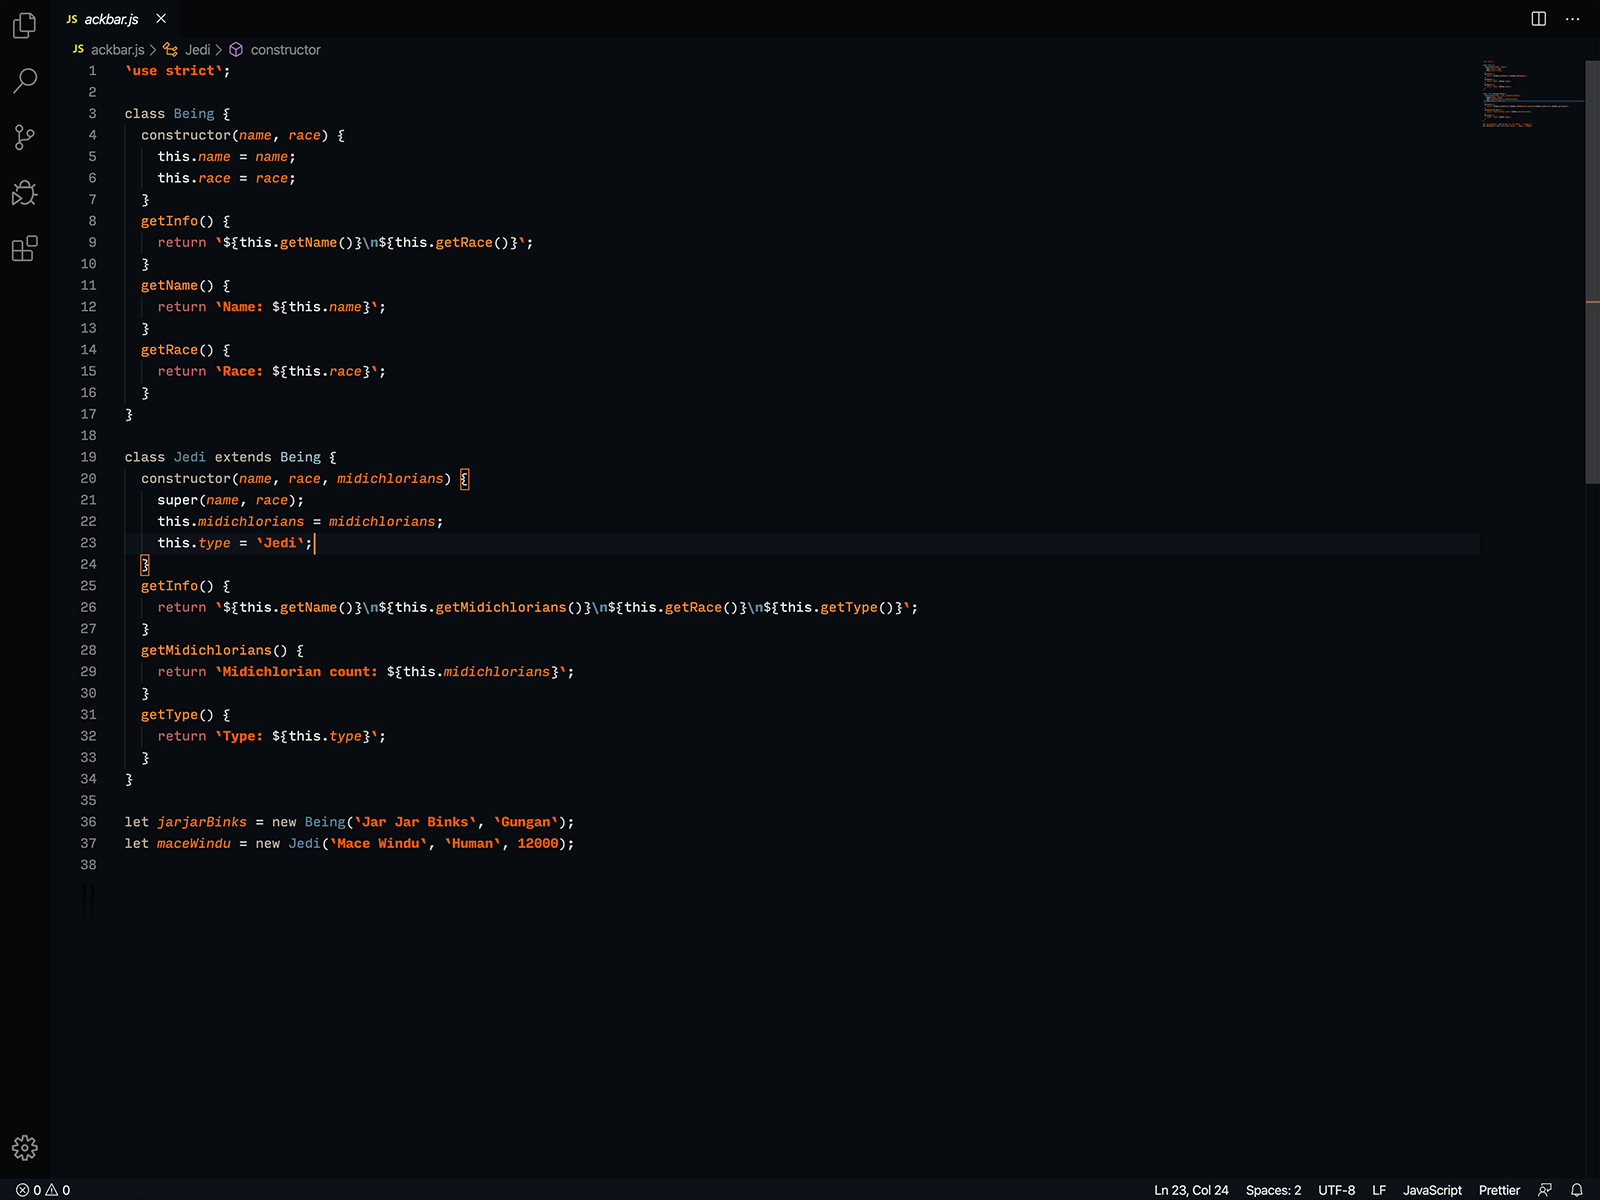 JS ackbar.js
JS ackbar.js > Jedi > constructor
1 `use strict`;
2
3 class Being {
4 constructor(name, race) {
5 this.name = name;
6 this.race = race;
7 }
8 getInfo() {
9 return `${this.getName()}\n${this.getRace()}`;
10 }
11 getName() {
12 return `Name: ${this.name}`;
13 }
14 getRace() {
15 return `Race: ${this.race}`;
16 }
17 }
18
19 class Jedi extends Being {
20 constructor(name, race, midichlorians) {
21 super(name, race);
22 this.midichlorians = midichlorians;
23 this.type = `Jedi`;
24 }
25 getInfo() {
26 return `${this.getName()}\n${this.getMidichlorians()}\n${this.getRace()}\n${this.getType()}`;
27 }
28 getMidichlorians() {
29 return `Midichlorian count: ${this.midichlorians}`;
30 }
31 getType() {
32 return `Type: ${this.type}`;
33 }
34 }
35
36 let jarjarBinks = new Being(`Jar Jar Binks`, `Gungan`);
37 let maceWindu = new Jedi(`Mace Windu`, `Human`, 12000);
38
0 0 Ln 23, Col 24 Spaces: 2 UTF-8 LF JavaScript Prettier